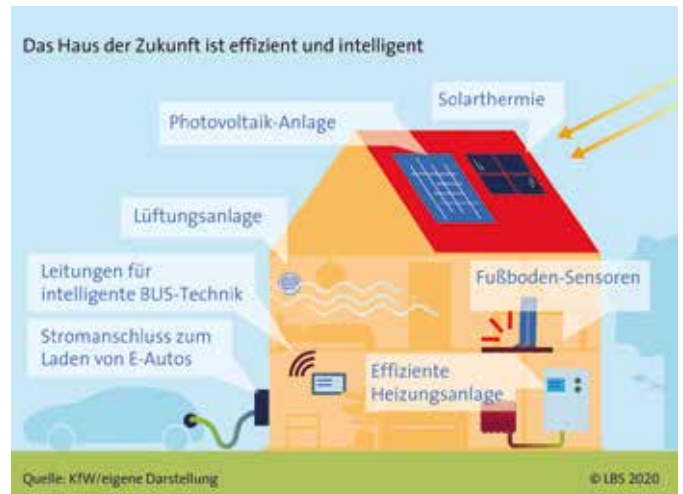 Das Haus der Zukunft ist effizient und intelligent
Solarthermie
Photovoltaik-Anlage
Lüftungsanlage
Leitungen für
intelligente BUS-Technik
Fußboden-Sensoren
Stromanschluss zum
Laden von E-Autos
Effiziente
Heizungsanlage
Quelle: KfW/eigene Darstellung
© LBS 2020